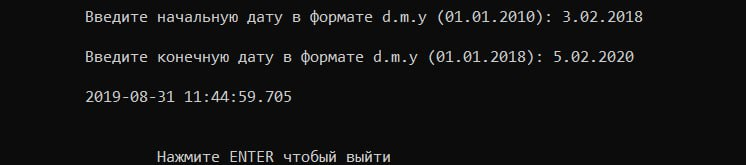 Введите начальную дату в формате d.m.y (01.01.2010): 3.02.2018
Введите конечную дату в формате d.m.y (01.01.2018): 5.02.2020
2019-08-31 11:44:59.705
Нажмите ENTER чтобый выйти